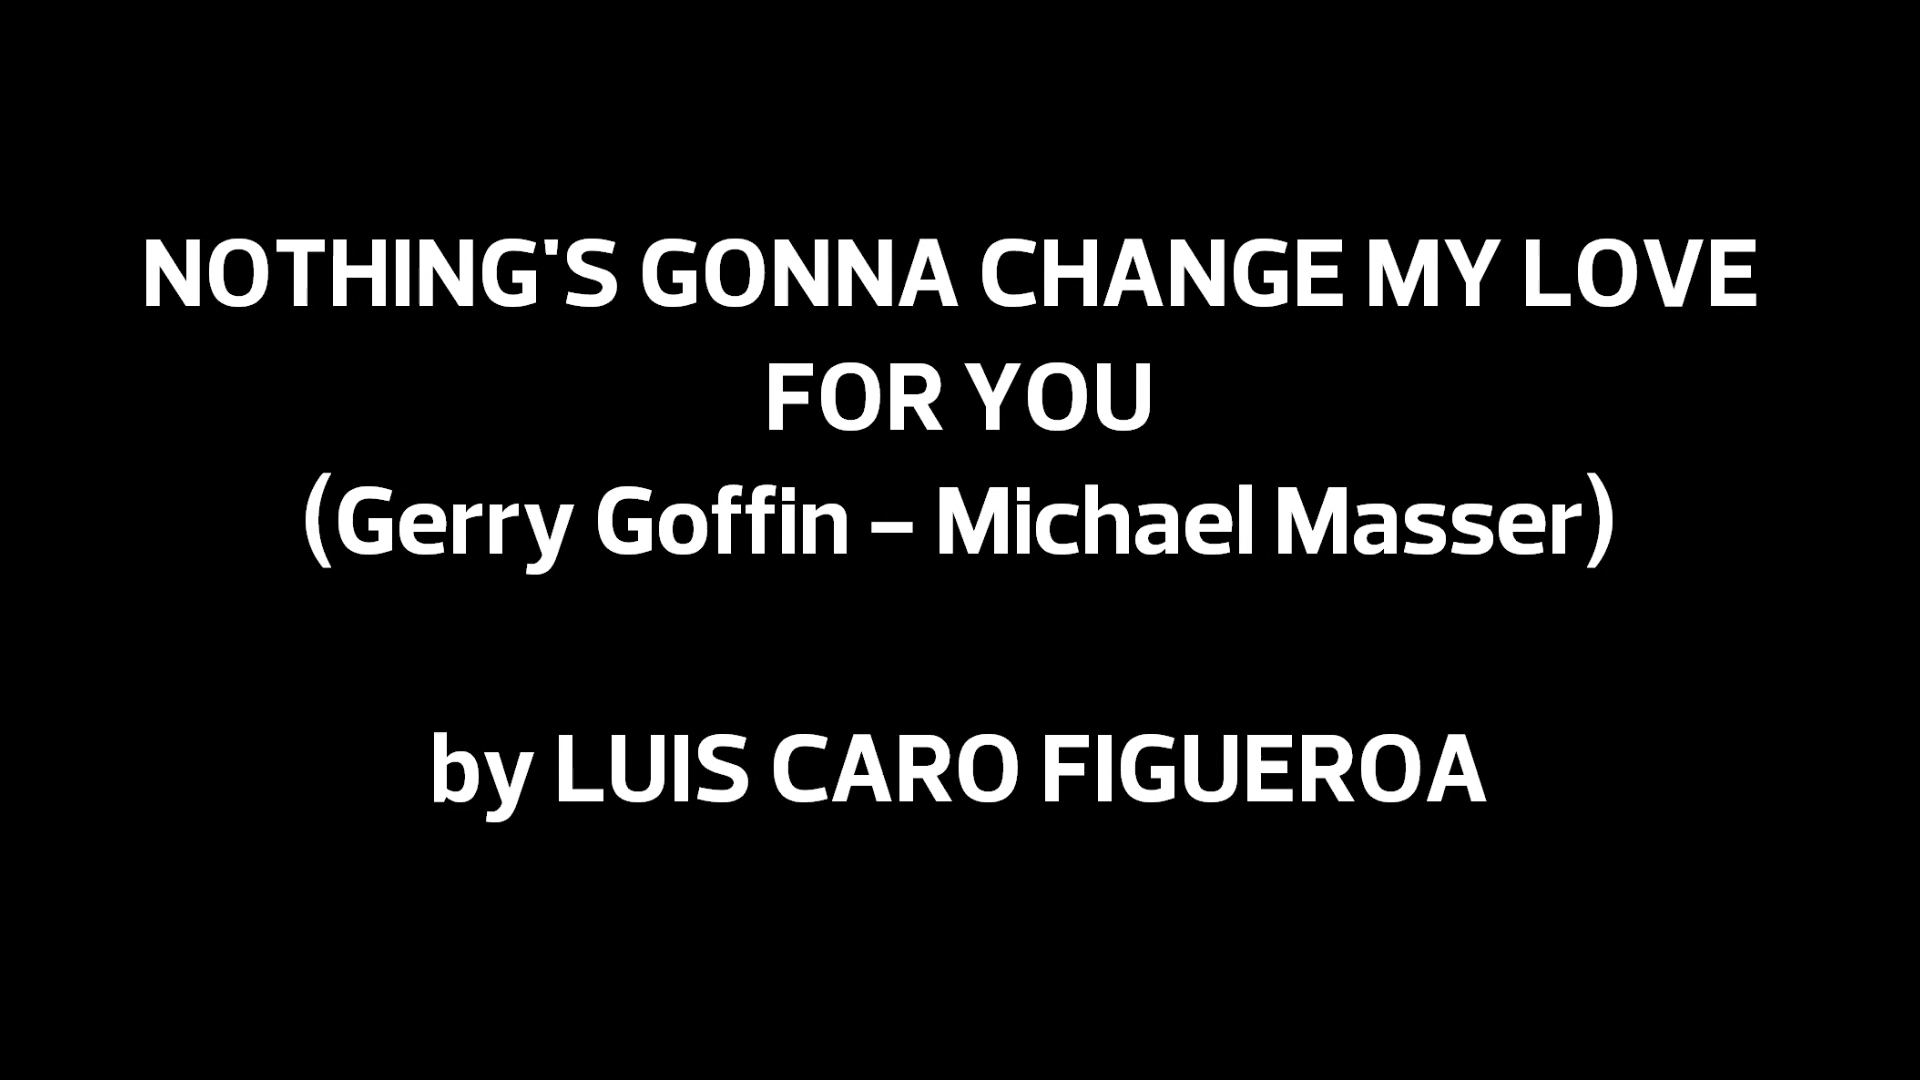 NOTHING'S GONNA CHANGE MY LOVE
FOR YOU
(Gerry Goffin – Michael Masser)
by LUIS CARO FIGUEROA